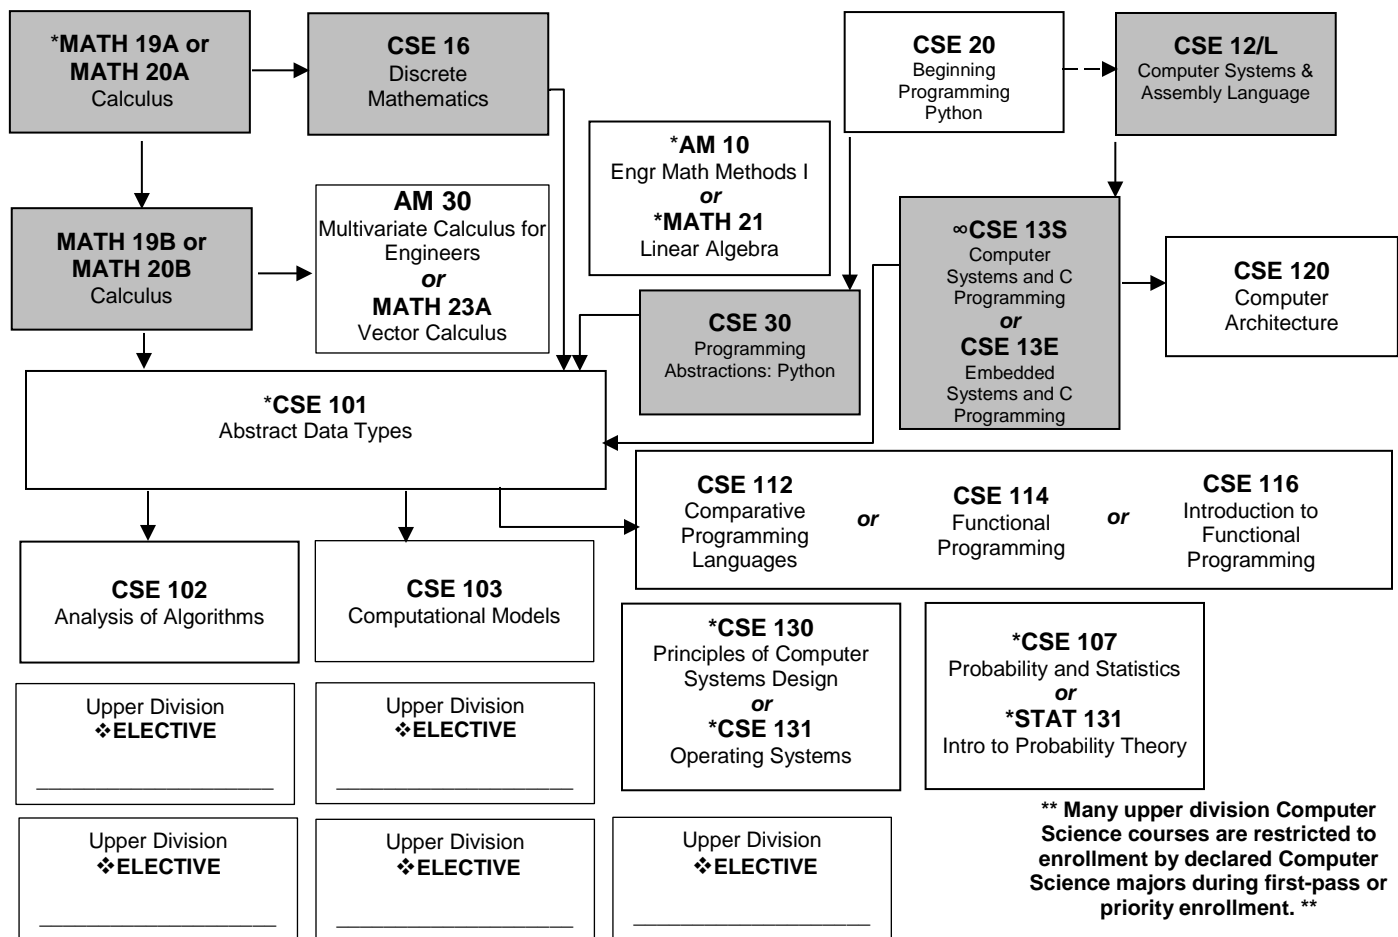 *MATH 19A or
MATH 20A
Calculus
CSE 16
Discrete
Mathematics
CSE 20
Beginning
Programming
Python
CSE 12/L
Computer Systems &
Assembly Language
*AM 10
Engr Math Methods I
or
*MATH 21
Linear Algebra
MATH 19B or
MATH 20B
Calculus
AM 30
Multivariate Calculus for
Engineers
or
MATH 23A
Vector Calculus
CSE 30
Programming
Abstractions: Python
∞CSE 13S
Computer
Systems and C
Programming
or
CSE 13E
Embedded
Systems and C
Programming
CSE 120
Computer
Architecture
*CSE 101
Abstract Data Types
CSE 112
Comparative
Programming
Languages
or
CSE 114
Functional
Programming
or
CSE 116
Introduction to
Functional
Programming
CSE 102
Analysis of Algorithms
CSE 103
Computational Models
*CSE 130
Principles of Computer
Systems Design
or
*CSE 131
Operating Systems
*CSE 107
Probability and Statistics
or
*STAT 131
Intro to Probability Theory
Upper Division
❖ELECTIVE
Upper Division
❖ELECTIVE
Upper Division
❖ELECTIVE
Upper Division
❖ELECTIVE
Upper Division
❖ELECTIVE
** Many upper division Computer
Science courses are restricted to
enrollment by declared Computer
Science majors during first-pass or
priority enrollment. **